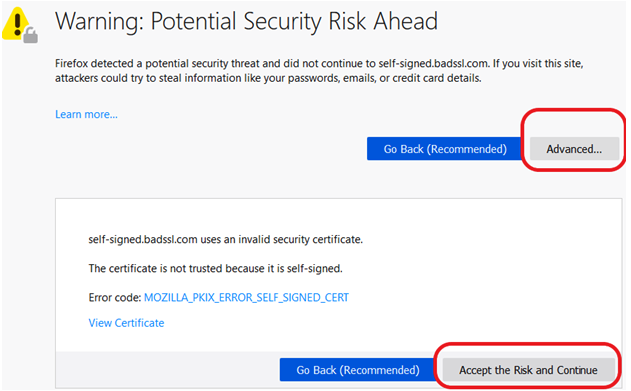 Warning: Potential Security Risk Ahead
Firefox detected a potential security threat and did not continue to self-signed.badssl.com. If you visit this site,
attackers could try to steal information like your passwords, emails, or credit card details.
Learn more...
Go Back (Recommended) Advanced...
self-signed.badssl.com uses an invalid security certificate.
The certificate is not trusted because it is self-signed.
Error code: MOZILLA_PKIX_ERROR_SELF_SIGNED_CERT
View Certificate
Go Back (Recommended) Accept the Risk and Continue